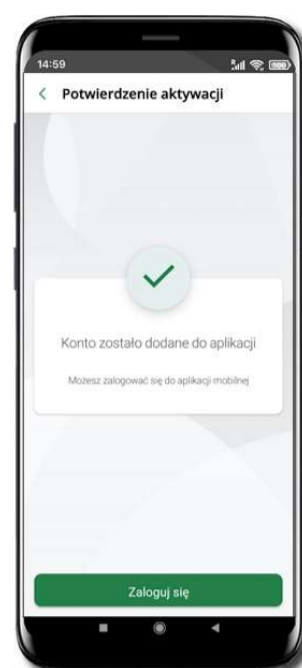 14:59
Potwierdzenie aktywacji
Konto zostało dodane do aplikacji
Możesz zalogować się do aplikacji mobilnej
Zaloguj się